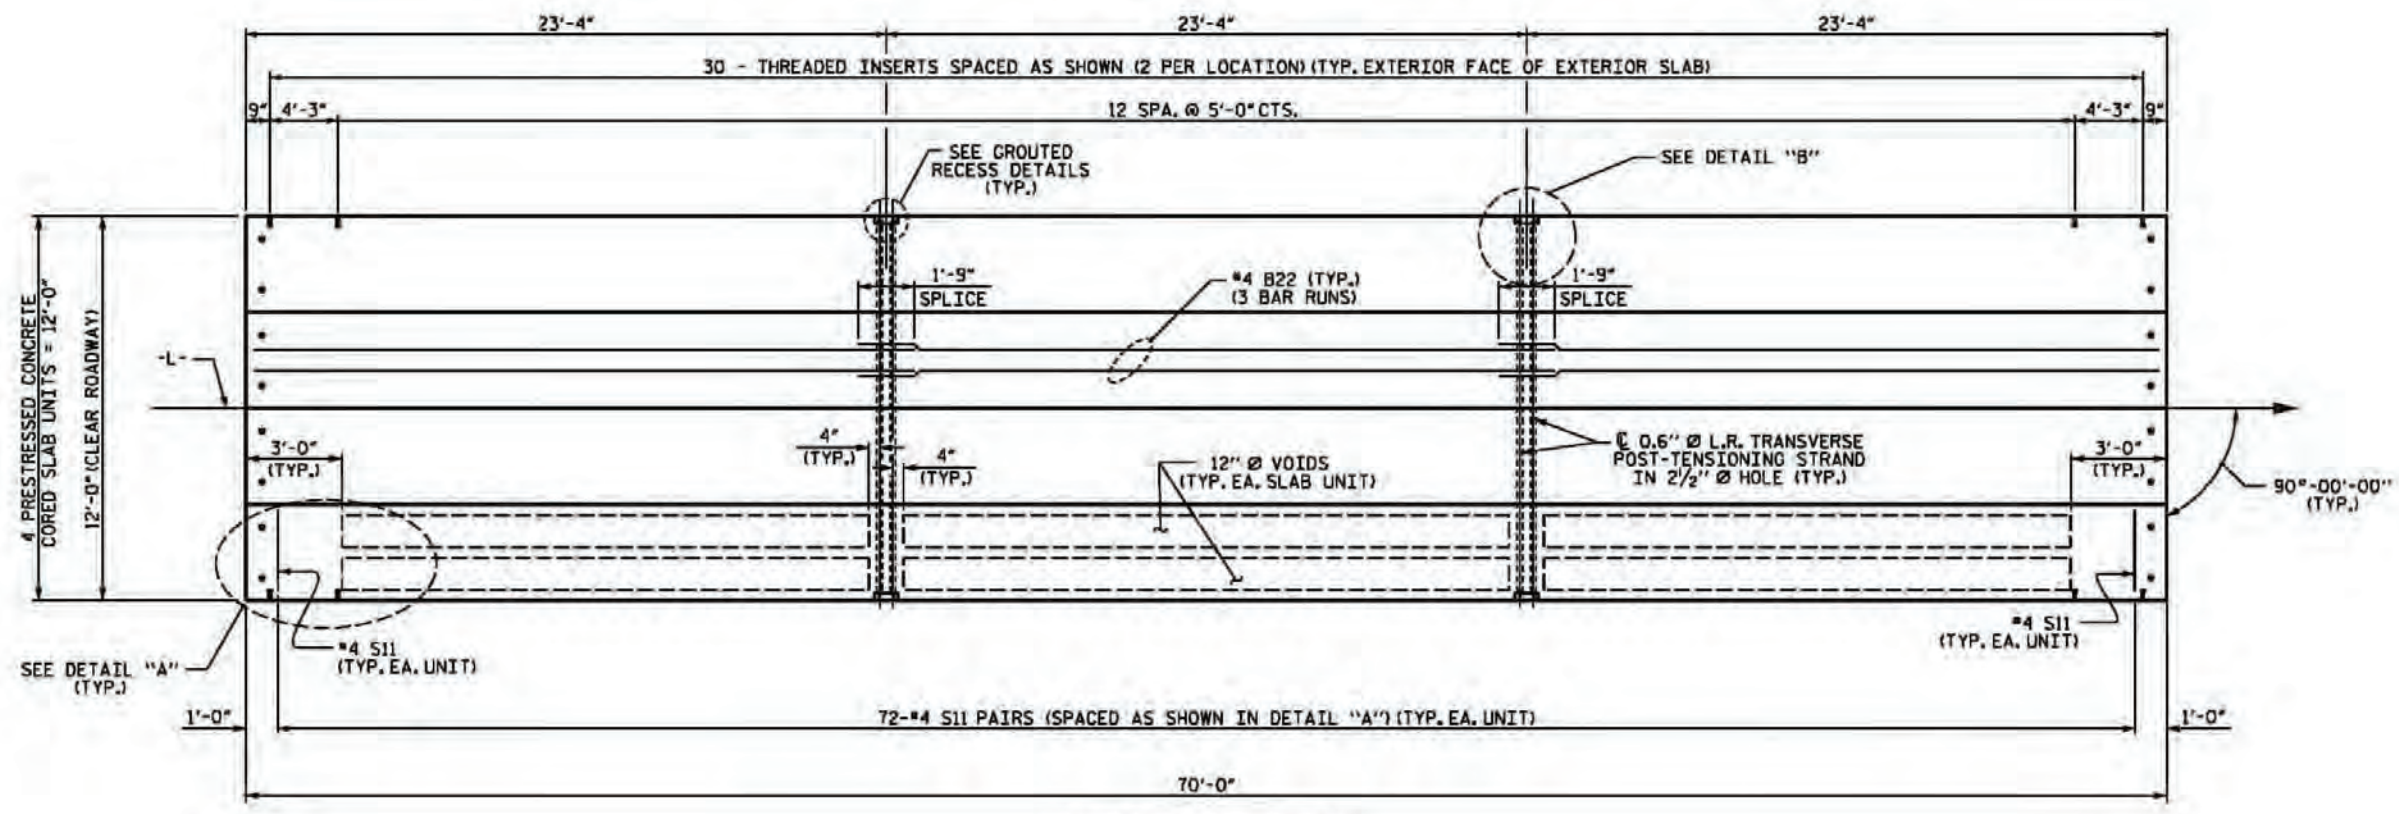 23'-4"
23'-4"
23'-4"
30 - THREADED INSERTS SPACED AS SHOWN (2 PER LOCATION) (TYP. EXTERIOR FACE OF EXTERIOR SLAB)
9"
4'-3"
12 SPA. @ 5'-0" CTS.
4'-3"
9"
SEE GROUTED
RECESS DETAILS
(TYP.)
SEE DETAIL "B"
4 PRESTRESSED CONCRETE
CORED SLAB UNITS = 12'-0"
12'-0" (CLEAR ROADWAY)
1'-9"
SPLICE
#4 B22 (TYP.)
(3 BAR RUNS)
1'-9"
SPLICE
-L-
3'-0"
(TYP.)
4"
(TYP.)
4"
(TYP.)
12" Ø VOIDS
(TYP. EA. SLAB UNIT)
℄ 0.6" Ø L.R. TRANSVERSE
POST-TENSIONING STRAND
IN 2½" Ø HOLE (TYP.)
3'-0"
(TYP.)
90°-00'-00"
(TYP.)
SEE DETAIL "A"
(TYP.)
#4 S11
(TYP. EA. UNIT)
#4 S11
(TYP. EA. UNIT)
1'-0"
72-#4 S11 PAIRS (SPACED AS SHOWN IN DETAIL "A") (TYP. EA. UNIT)
1'-0"
70'-0"